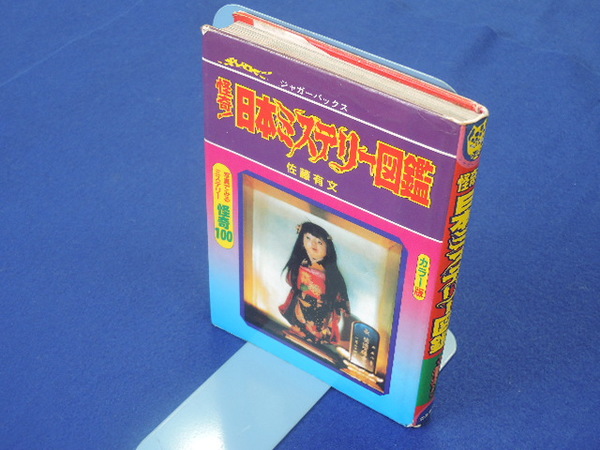 ジャガーバックス
怪奇!
日本ミステリー図鑑
佐藤有文
写真でみる
ミステリー
怪奇100
カラー版
怪奇
日本ミステリー図鑑